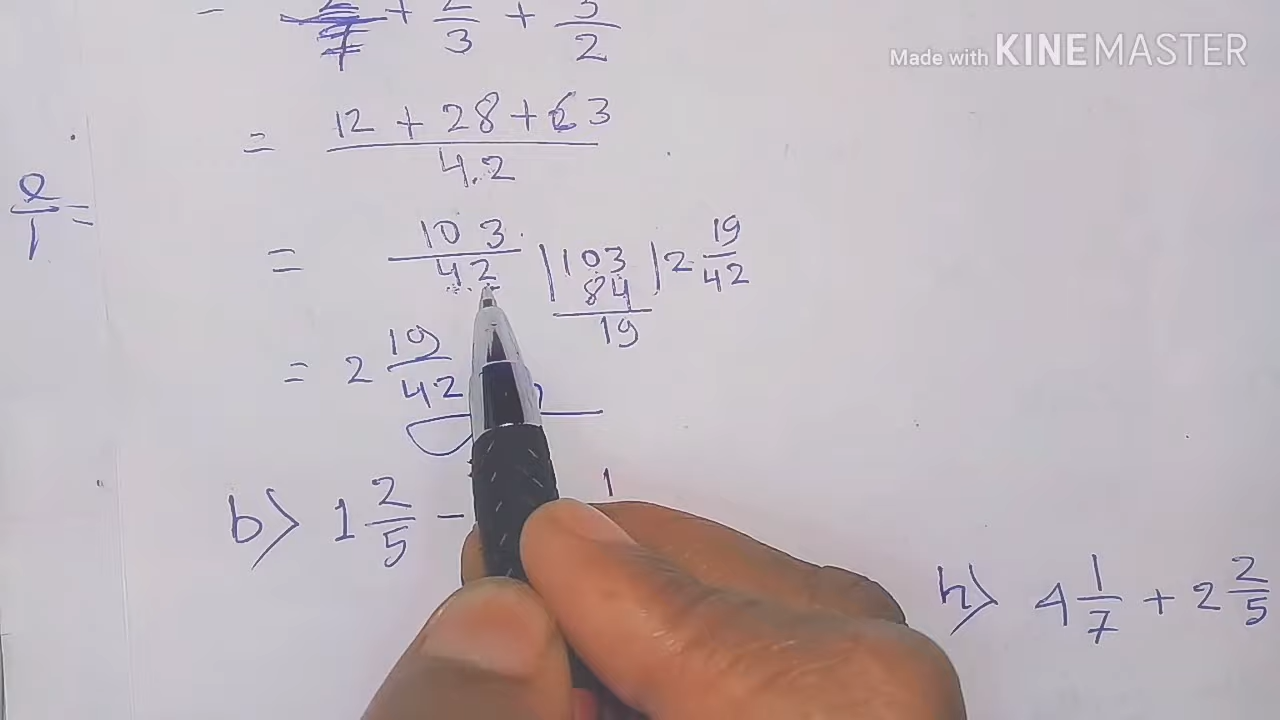 Made with KINEMASTER
+ 2/3 + 3/2
= 12 + 28 + 63 / 42
= 103/42 |103 84 19| 2 19/42
= 2 19/42
b) 1 2/5 -
h) 4 1/7 + 2 2/5